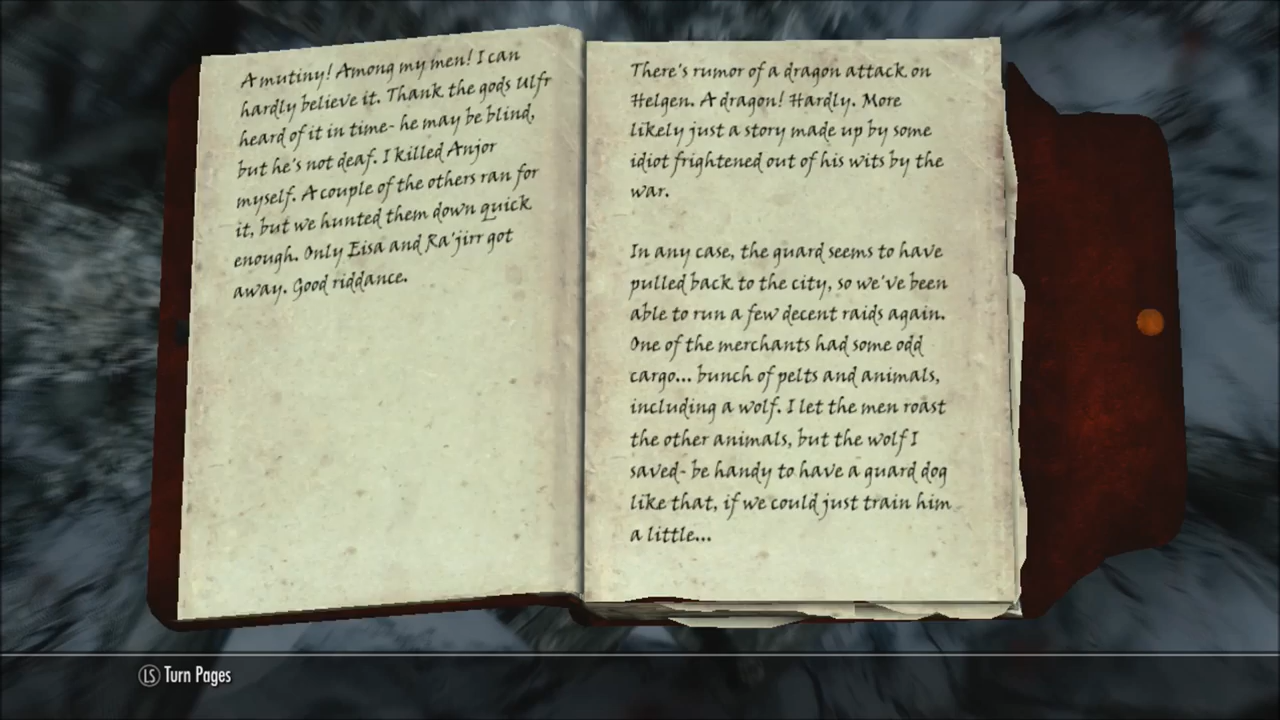 A mutiny! Among my men! I can
hardly believe it. Thank the gods Ulfr
heard of it in time- he may be blind,
but he's not deaf. I killed Anjor
myself. A couple of the others ran for
it, but we hunted them down quick
enough. Only Eisa and Ra'jirr got
away. Good riddance.
There's rumor of a dragon attack on
Helgen. A dragon! Hardly. More
likely just a story made up by some
idiot frightened out of his wits by the
war.
In any case, the guard seems to have
pulled back to the city, so we've been
able to run a few decent raids again.
One of the merchants had some odd
cargo... bunch of pelts and animals,
including a wolf. I let the men roast
the other animals, but the wolf I
saved- be handy to have a guard dog
like that, if we could just train him
a little...
LS Turn Pages